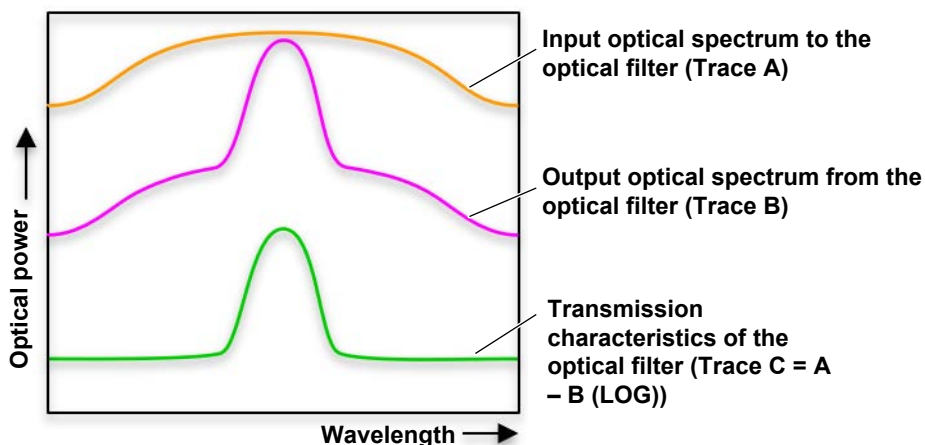 Input optical spectrum to the
optical filter (Trace A)
Output optical spectrum from the
optical filter (Trace B)
Transmission
characteristics of the
optical filter (Trace C = A
– B (LOG))
Optical power
Wavelength